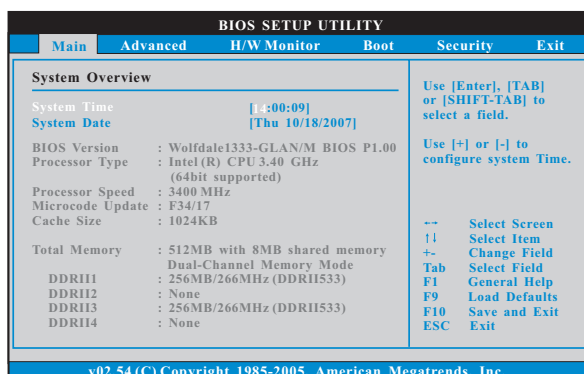 BIOS SETUP UTILITY
Main Advanced H/W Monitor Boot Security Exit
System Overview
System Time [14:00:09]
System Date [Thu 10/18/2007]
BIOS Version : Wolfdale1333-GLAN/M BIOS P1.00
Processor Type : Intel (R) CPU 3.40 GHz
(64bit supported)
Processor Speed : 3400 MHz
Microcode Update : F34/17
Cache Size : 1024KB
Total Memory : 512MB with 8MB shared memory
Dual-Channel Memory Mode
DDRII1 : 256MB/266MHz (DDRII533)
DDRII2 : None
DDRII3 : 256MB/266MHz (DDRII533)
DDRII4 : None
Use [Enter], [TAB]
or [SHIFT-TAB] to
select a field.
Use [+] or [-] to
configure system Time.
←→ Select Screen
↑↓ Select Item
+- Change Field
Tab Select Field
F1 General Help
F9 Load Defaults
F10 Save and Exit
ESC Exit
v02.54 (C) Copyright 1985-2005, American Megatrends, Inc.